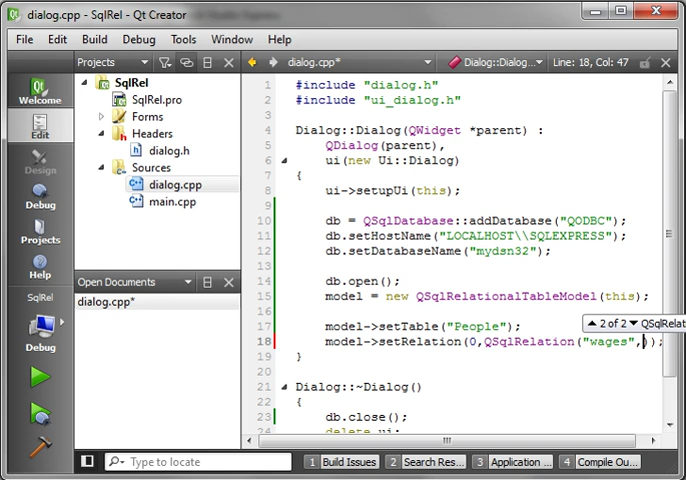 dialog.cpp - SqlRel - Qt Creator
File Edit Build Debug Tools Window Help
Projects dialog.cpp* Dialog::Dialog... Line: 18, Col: 47
Welcome
Edit
Design
Debug
Projects
Help
SqlRel
Debug
SqlRel
SqlRel.pro
Forms
Headers
dialog.h
Sources
dialog.cpp
main.cpp
Open Documents
dialog.cpp*
1 #include "dialog.h"
2 #include "ui_dialog.h"
3
4 Dialog::Dialog(QWidget *parent) :
5 QDialog(parent),
6 ui(new Ui::Dialog)
7 {
8 ui->setupUi(this);
9
10 db = QSqlDatabase::addDatabase("QODBC");
11 db.setHostName("LOCALHOST\\SQLEXPRESS");
12 db.setDatabaseName("mydsn32");
13
14 db.open();
15 model = new QSqlRelationalTableModel(this);
16
2 of 2 QSqlRelat
17 model->setTable("People");
18 model->setRelation(0,QSqlRelation("wages",));
19 }
20
21 Dialog::~Dialog()
22 {
23 db.close();
24 delete ui;
Type to locate 1 Build Issues 2 Search Res... 3 Application ... 4 Compile Ou...